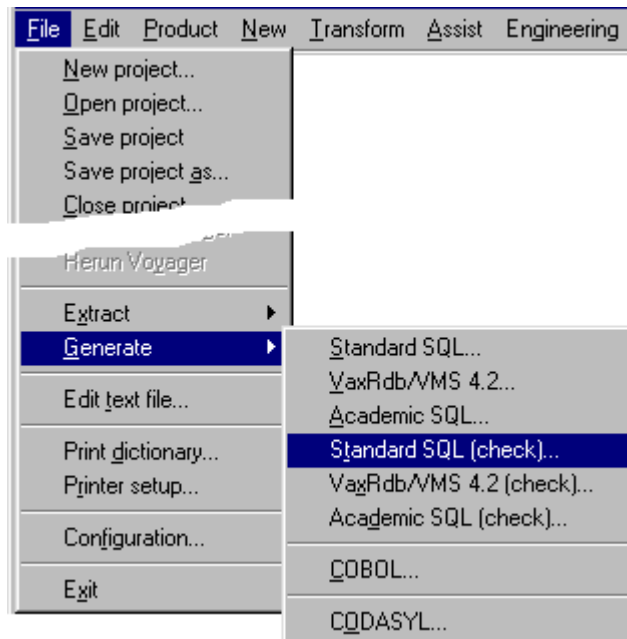 File Edit Product New Transform Assist Engineering
New project...
Open project...
Save project
Save project as...
Close project
Rerun Voyager
Extract
Generate
Edit text file...
Print dictionary...
Printer setup...
Configuration...
Exit
Standard SQL...
VaxRdb/VMS 4.2...
Academic SQL...
Standard SQL (check)...
VaxRdb/VMS 4.2 (check)...
Academic SQL (check)...
COBOL...
CODASYL...